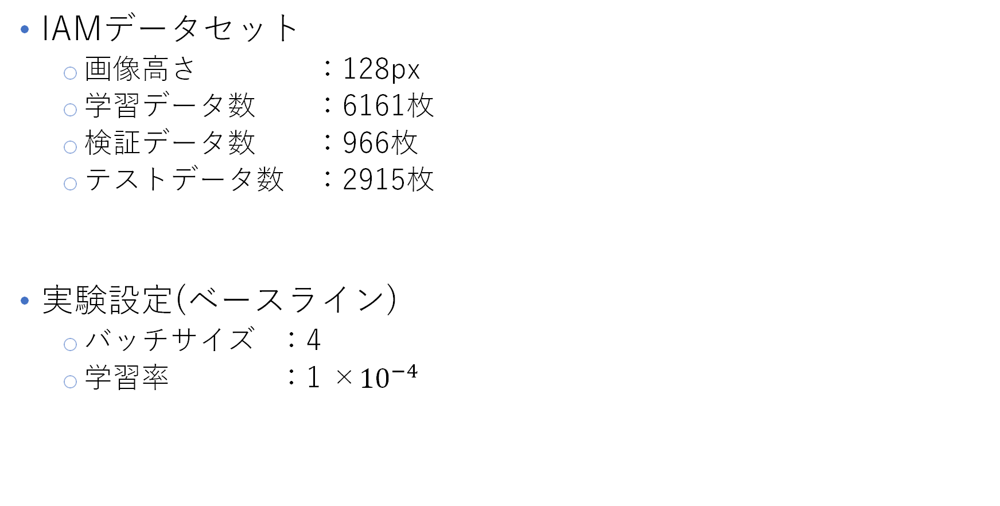 • IAMデータセット
○ 画像高さ ：128px
○ 学習データ数 ：6161枚
○ 検証データ数 ：966枚
○ テストデータ数 ：2915枚
• 実験設定(ベースライン)
○ バッチサイズ ：4
○ 学習率 ：1 × 10⁻⁴